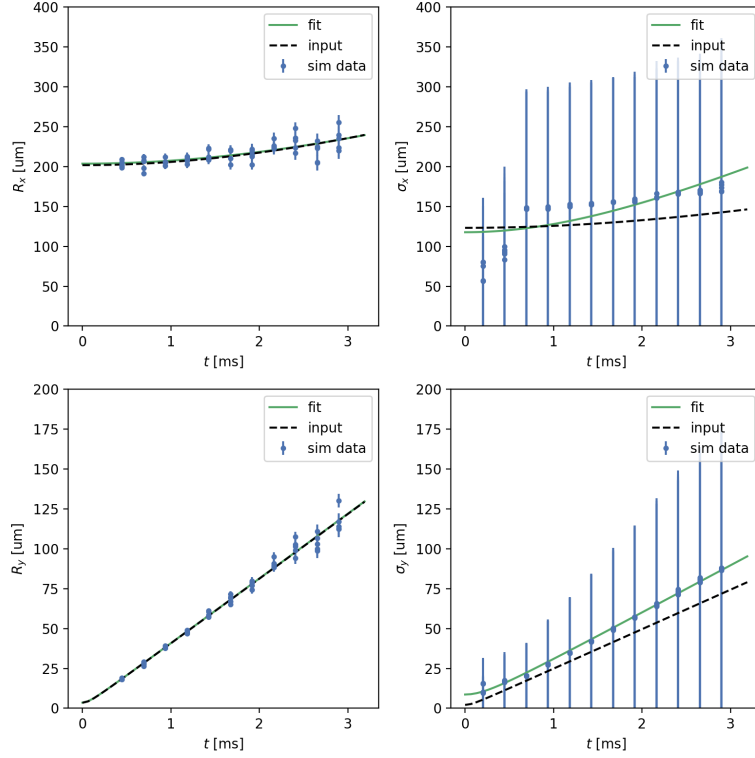 400
350
300
250
200
150
100
50
0
R_x [um]
fit
input
sim data
0 1 2 3
t [ms]
400
350
300
250
200
150
100
50
0
σ_x [um]
fit
input
sim data
0 1 2 3
t [ms]
200
175
150
125
100
75
50
25
0
R_y [um]
fit
input
sim data
0 1 2 3
t [ms]
200
175
150
125
100
75
50
25
0
σ_y [um]
fit
input
sim data
0 1 2 3
t [ms]